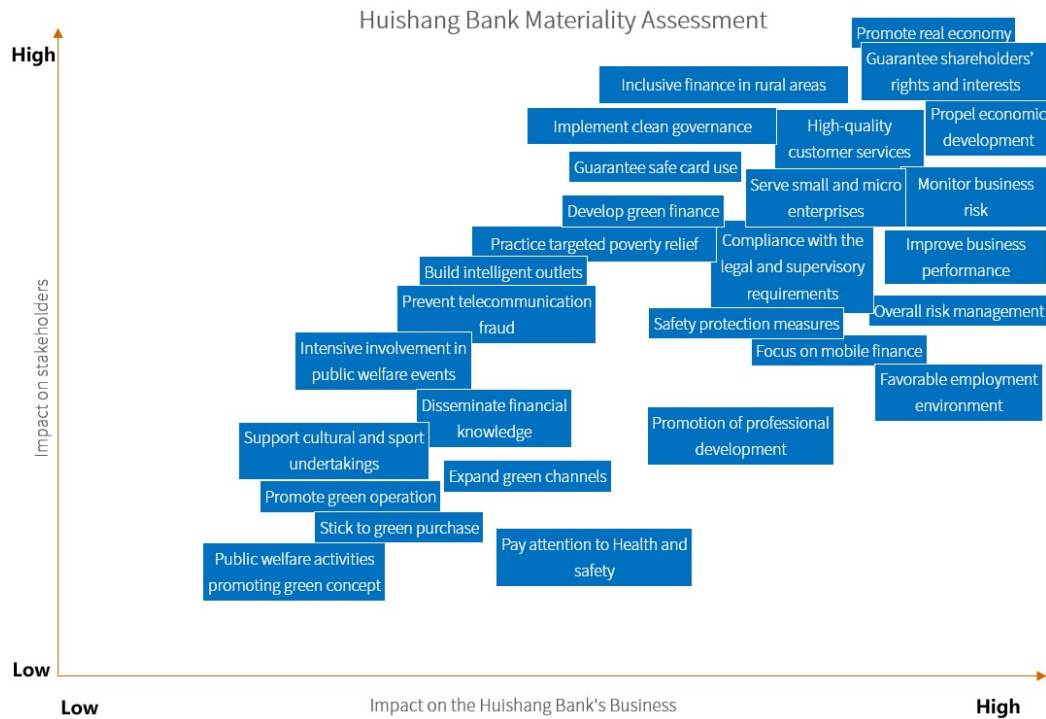 Huishang Bank Materiality Assessment
High
Promote real economy
Guarantee shareholders'
rights and interests
Inclusive finance in rural areas
Propel economic
development
Implement clean governance
High-quality
customer services
Guarantee safe card use
Serve small and micro
enterprises
Monitor business
risk
Develop green finance
Practice targeted poverty relief
Compliance with the
legal and supervisory
requirements
Improve business
performance
Build intelligent outlets
Prevent telecommunication
fraud
Overall risk management
Safety protection measures
Focus on mobile finance
Intensive involvement in
public welfare events
Favorable employment
environment
Disseminate financial
knowledge
Promotion of professional
development
Support cultural and sport
undertakings
Expand green channels
Promote green operation
Stick to green purchase
Pay attention to Health and
safety
Public welfare activities
promoting green concept
Impact on stakeholders
Low
Low
Impact on the Huishang Bank's Business
High